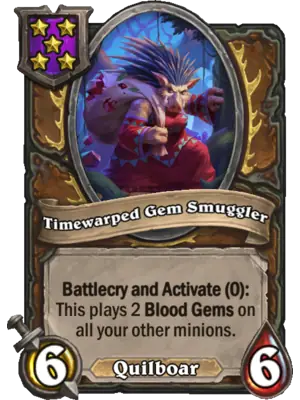 Timewarped Gem Smuggler
Battlecry and Activate (0):
This plays 2 Blood Gems on
all your other minions.
6
Quilboar
6